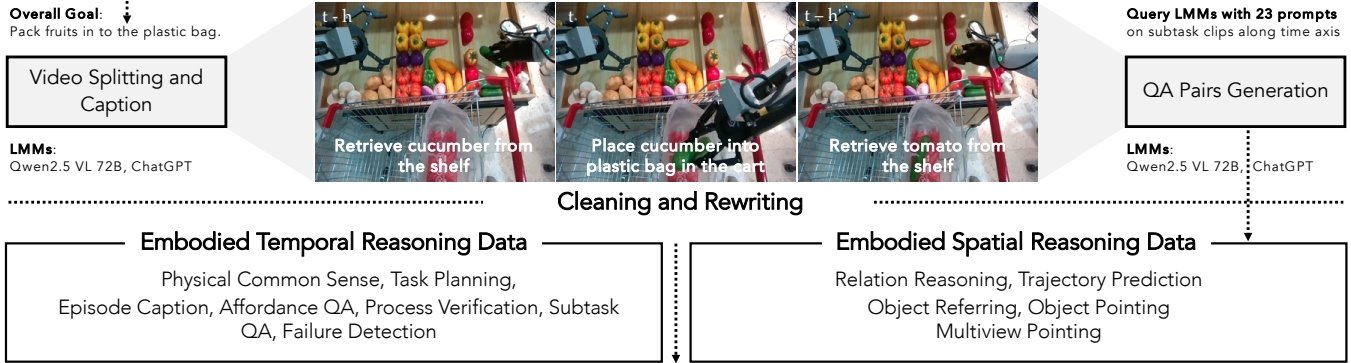 Overall Goal:
Pack fruits in to the plastic bag.
Video Splitting and
Caption
LMMs:
Qwen2.5 VL 72B, ChatGPT
t - h
Retrieve cucumber from
the shelf
t
Place cucumber into
plastic bag in the cart
t – h
Retrieve tomato from
the shelf
Query LMMs with 23 prompts
on subtask clips along time axis
QA Pairs Generation
LMMs:
Qwen2.5 VL 72B, ChatGPT
Cleaning and Rewriting
Embodied Temporal Reasoning Data
Physical Common Sense, Task Planning,
Episode Caption, Affordance QA, Process Verification, Subtask
QA, Failure Detection
Embodied Spatial Reasoning Data
Relation Reasoning, Trajectory Prediction
Object Referring, Object Pointing
Multiview Pointing